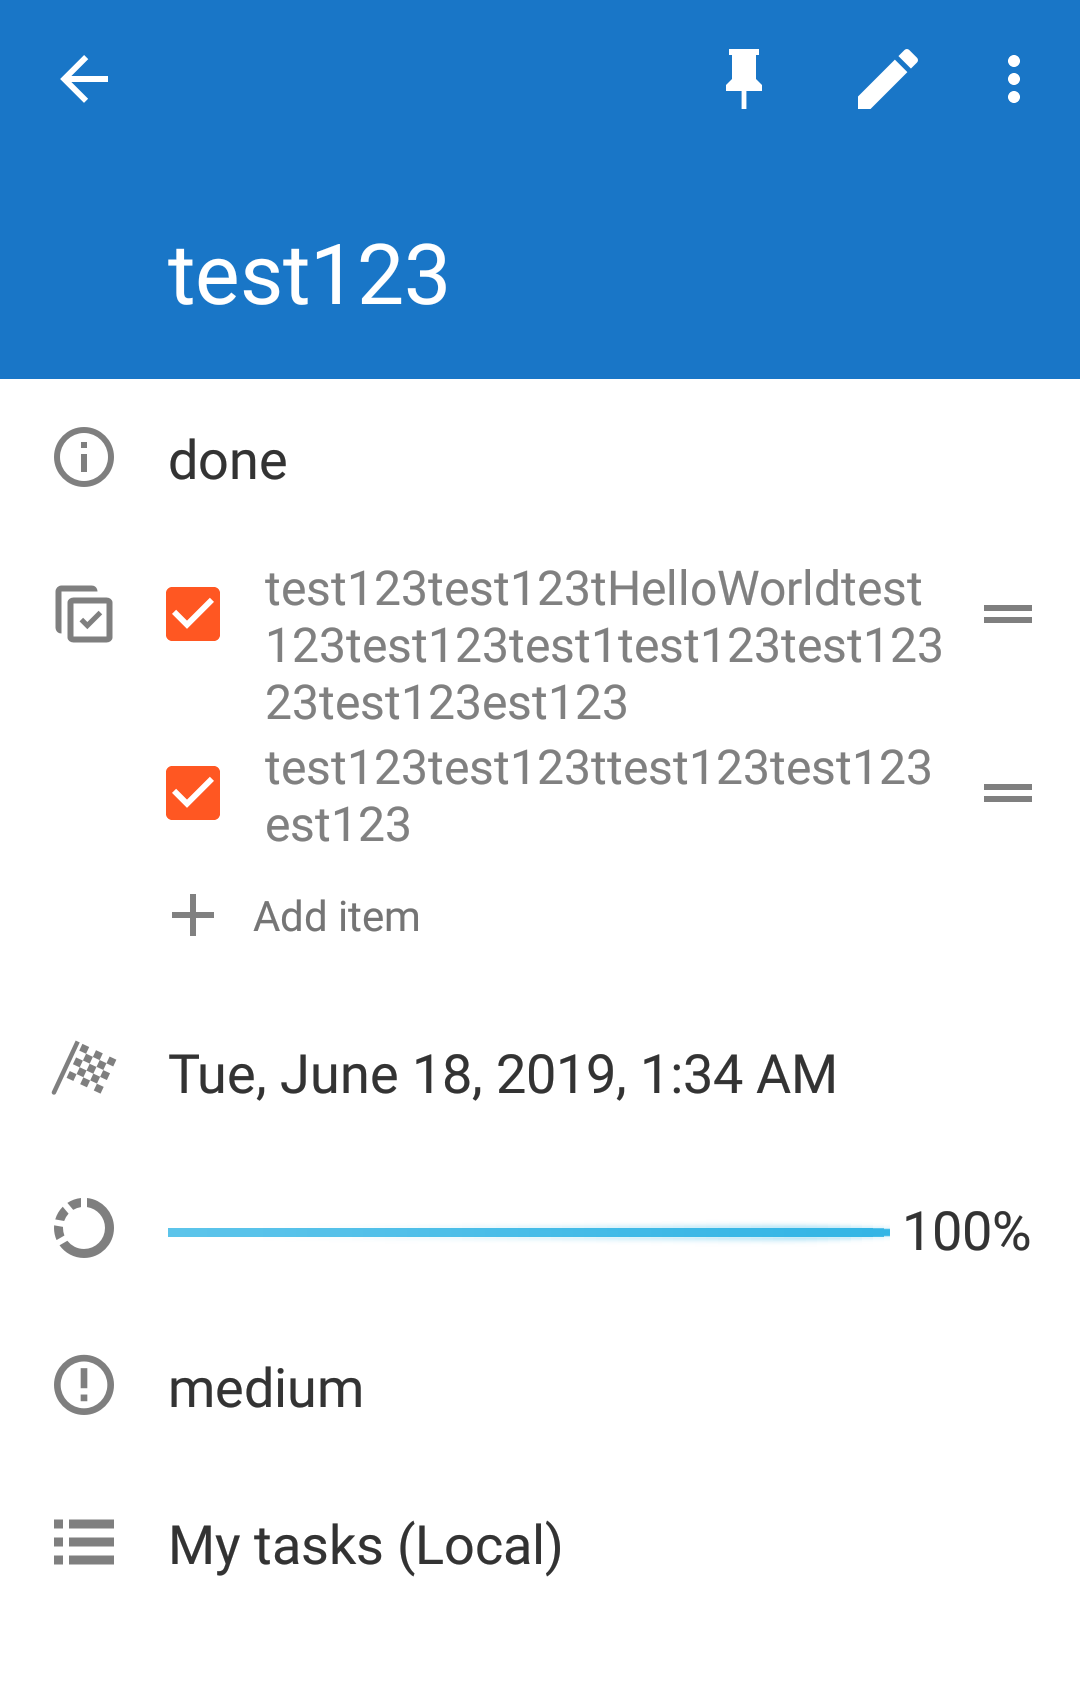 test123
done
test123test123tHelloWorldtest
123test123test1test123test123
23test123est123
test123test123ttest123test123
est123
Add item
Tue, June 18, 2019, 1:34 AM
100%
medium
My tasks (Local)